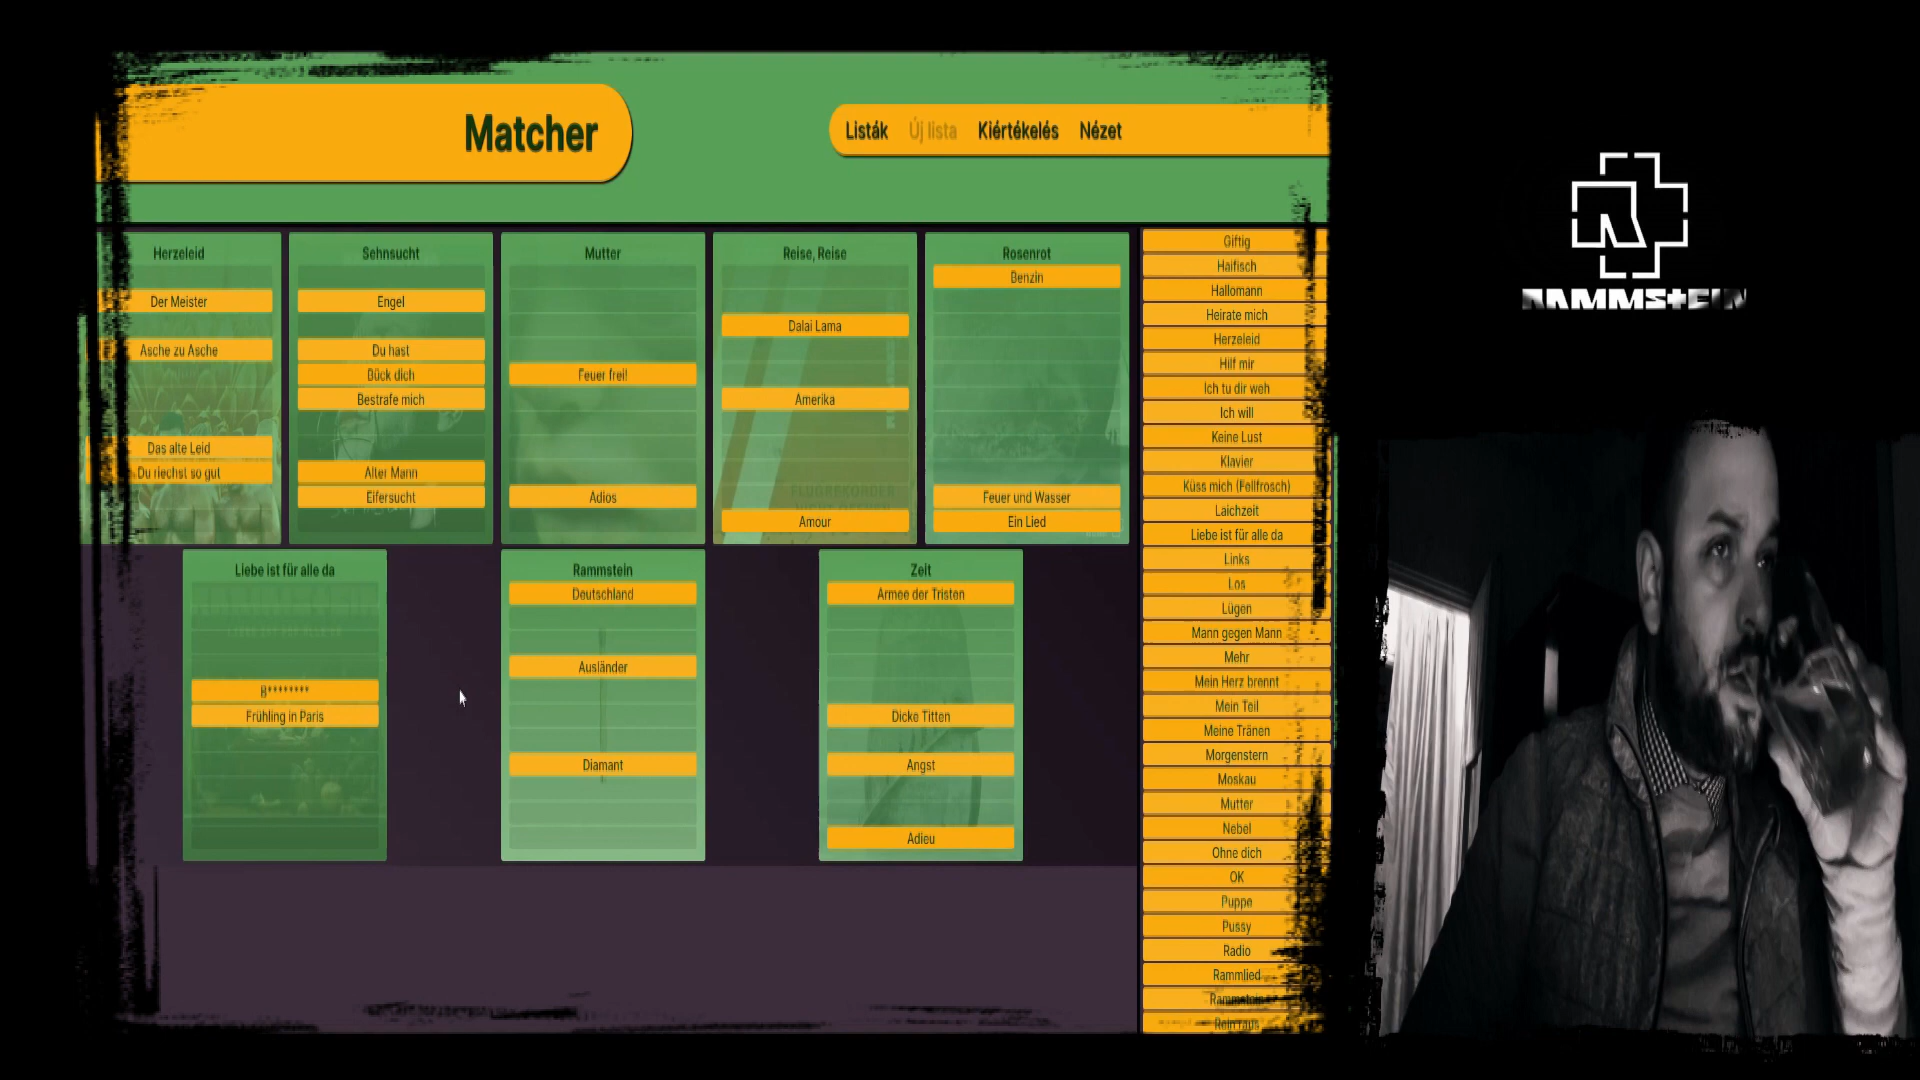 Matcher
Listák Új lista Kiértékelés Nézet
Herzeleid
Der Meister
Asche zu Asche
Das alte Leid
Du riechst so gut
Sehnsucht
Engel
Du hast
Bück dich
Bestrafe mich
Alter Mann
Eifersucht
Mutter
Feuer frei!
Adios
Reise, Reise
Dalai Lama
Amerika
FLUGREKORDER
Amour
Rosenrot
Benzin
Feuer und Wasser
Ein Lied
Liebe ist für alle da
B********
Frühling in Paris
Rammstein
Deutschland
Ausländer
Diamant
Zeit
Armee der Tristen
Dicke Titten
Angst
Adieu
Giftig
Haifisch
Hallomann
Heirate mich
Herzeleid
Hilf mir
Ich tu dir weh
Ich will
Keine Lust
Klavier
Küss mich (Fellfrosch)
Laichzeit
Liebe ist für alle da
Links
Los
Lügen
Mann gegen Mann
Mehr
Mein Herz brennt
Mein Teil
Meine Tränen
Morgenstern
Moskau
Mutter
Nebel
Ohne dich
OK
Puppe
Pussy
Radio
Rammlied
Rammstein
Rein raus
RAMMSTEIN